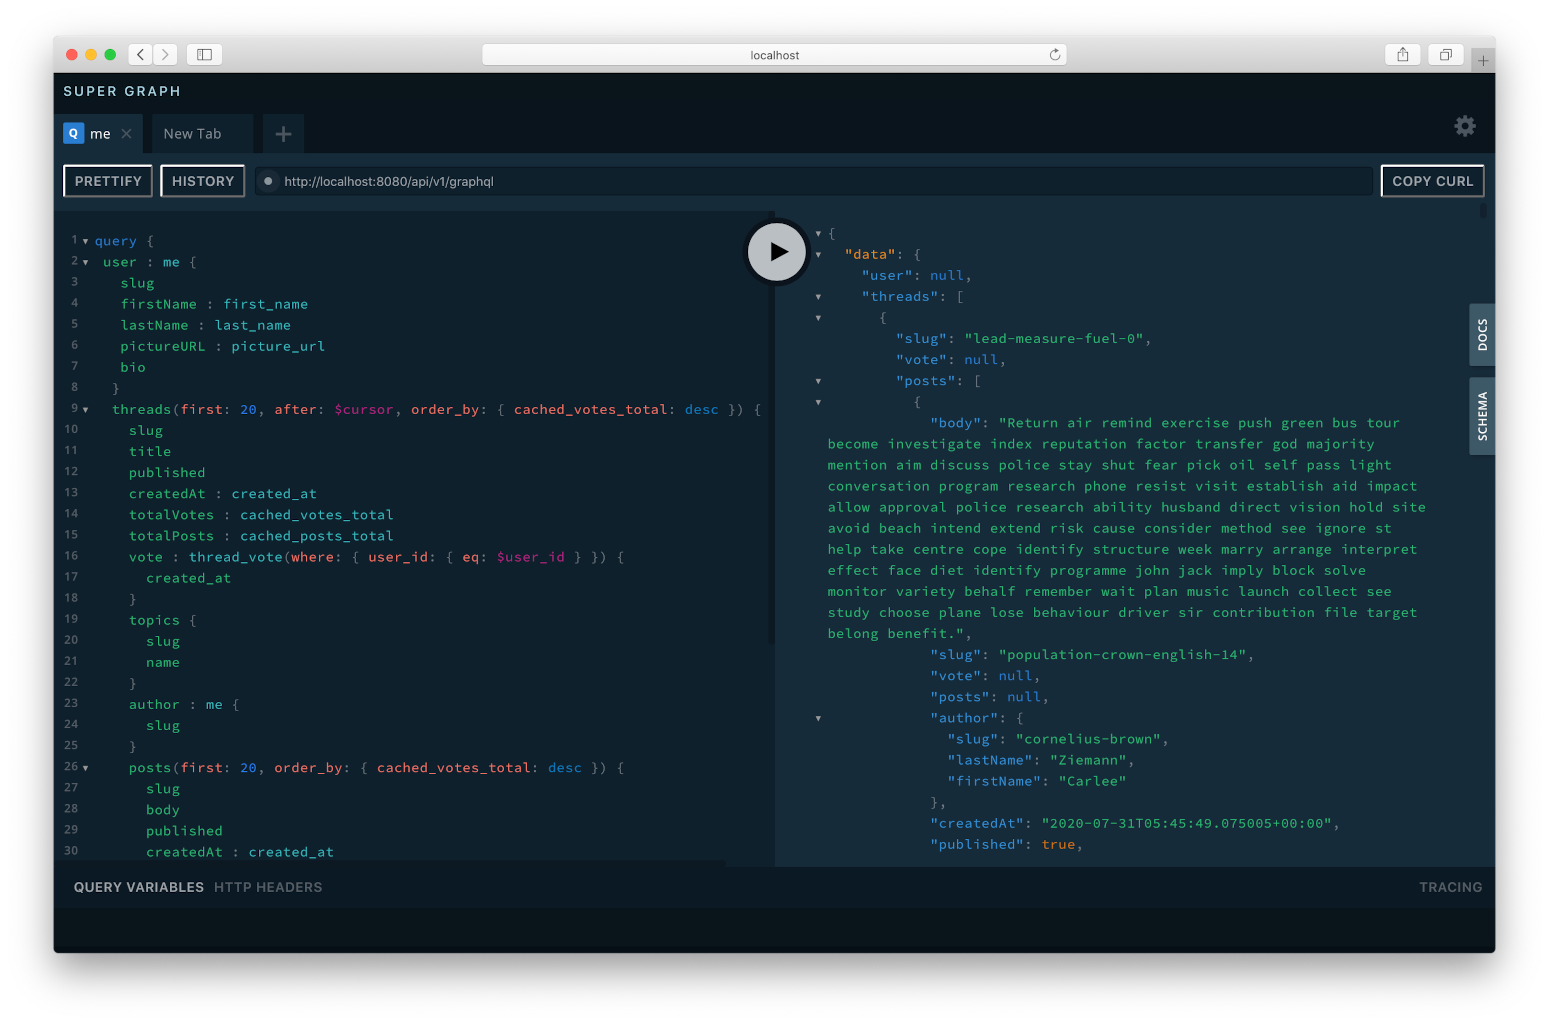 localhost
SUPER GRAPH
Q me
New Tab
PRETTIFY
HISTORY
http://localhost:8080/api/v1/graphql
COPY CURL
1 query {
2 user : me {
3 slug
4 firstName : first_name
5 lastName : last_name
6 pictureURL : picture_url
7 bio
8 }
9 threads(first: 20, after: $cursor, order_by: { cached_votes_total: desc }) {
10 slug
11 title
12 published
13 createdAt : created_at
14 totalVotes : cached_votes_total
15 totalPosts : cached_posts_total
16 vote : thread_vote(where: { user_id: { eq: $user_id } }) {
17 created_at
18 }
19 topics {
20 slug
21 name
22 }
23 author : me {
24 slug
25 }
26 posts(first: 20, order_by: { cached_votes_total: desc }) {
27 slug
28 body
29 published
30 createdAt : created_at
{
"data": {
"user": null,
"threads": [
{
"slug": "lead-measure-fuel-0",
"vote": null,
"posts": [
{
"body": "Return air remind exercise push green bus tour
become investigate index reputation factor transfer god majority
mention aim discuss police stay shut fear pick oil self pass light
conversation program research phone resist visit establish aid impact
allow approval police research ability husband direct vision hold site
avoid beach intend extend risk cause consider method see ignore st
help take centre cope identify structure week marry arrange interpret
effect face diet identify programme john jack imply block solve
monitor variety behalf remember wait plan music launch collect see
study choose plane lose behaviour driver sir contribution file target
belong benefit.",
"slug": "population-crown-english-14",
"vote": null,
"posts": null,
"author": {
"slug": "cornelius-brown",
"lastName": "Ziemann",
"firstName": "Carlee"
},
"createdAt": "2020-07-31T05:45:49.075005+00:00",
"published": true,
DOCS
SCHEMA
QUERY VARIABLES
HTTP HEADERS
TRACING